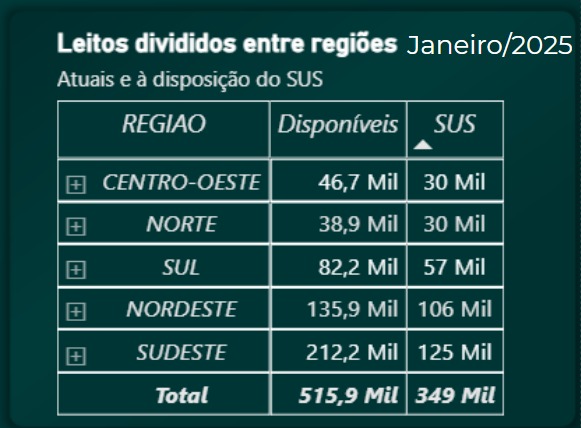 Leitos divididos entre regiões Janeiro/2025
Atuais e à disposição do SUS
REGIAO Disponíveis SUS
CENTRO-OESTE 46,7 Mil 30 Mil
NORTE 38,9 Mil 30 Mil
SUL 82,2 Mil 57 Mil
NORDESTE 135,9 Mil 106 Mil
SUDESTE 212,2 Mil 125 Mil
Total 515,9 Mil 349 Mil